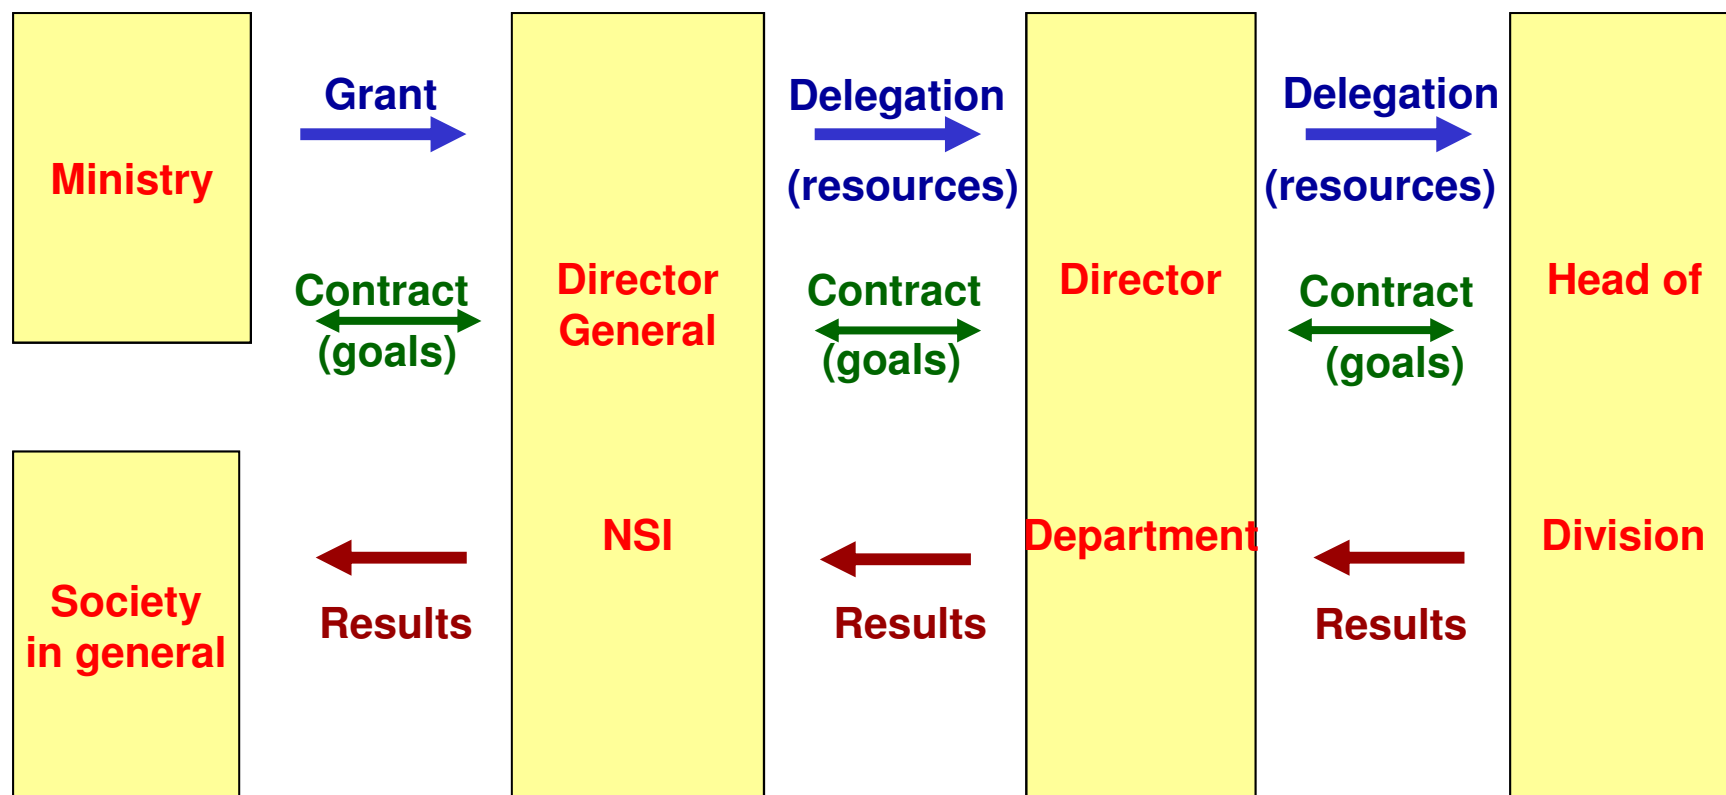 Grant
Delegation
Delegation
Ministry
(resources)
(resources)
Contract
(goals)
Director
General
Contract
(goals)
Director
Contract
(goals)
Head of
NSI
Department
Division
Society
in general
Results
Results
Results